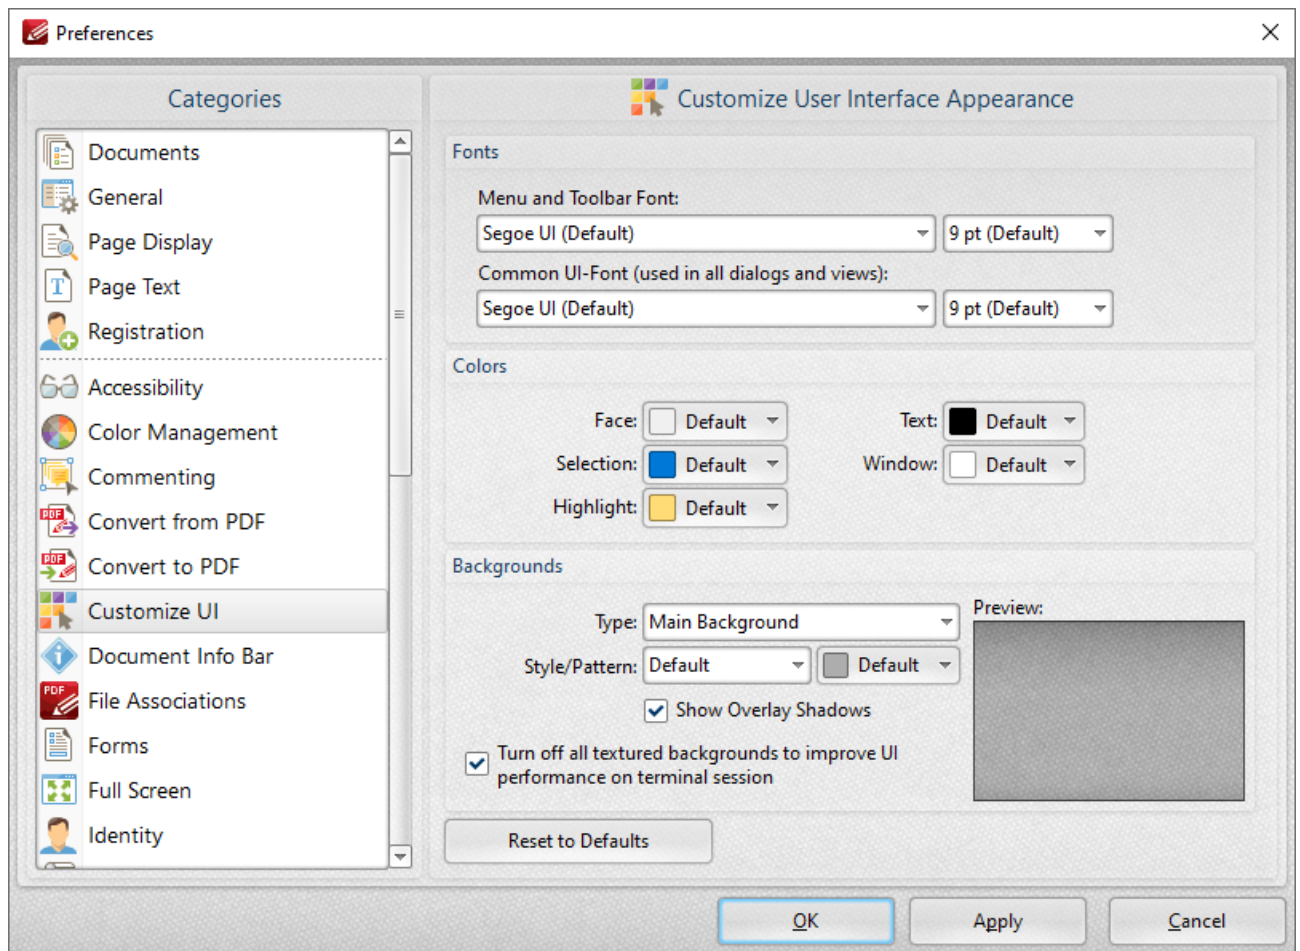 Preferences
Categories
Documents
General
Page Display
Page Text
Registration
Accessibility
Color Management
Commenting
Convert from PDF
Convert to PDF
Customize UI
Document Info Bar
File Associations
Forms
Full Screen
Identity
Customize User Interface Appearance
Fonts
Menu and Toolbar Font:
Segoe UI (Default) 9 pt (Default)
Common UI-Font (used in all dialogs and views):
Segoe UI (Default) 9 pt (Default)
Colors
Face: Default Text: Default
Selection: Default Window: Default
Highlight: Default
Backgrounds
Type: Main Background Preview:
Style/Pattern: Default Default
Show Overlay Shadows
Turn off all textured backgrounds to improve UI
performance on terminal session
Reset to Defaults
OK Apply Cancel